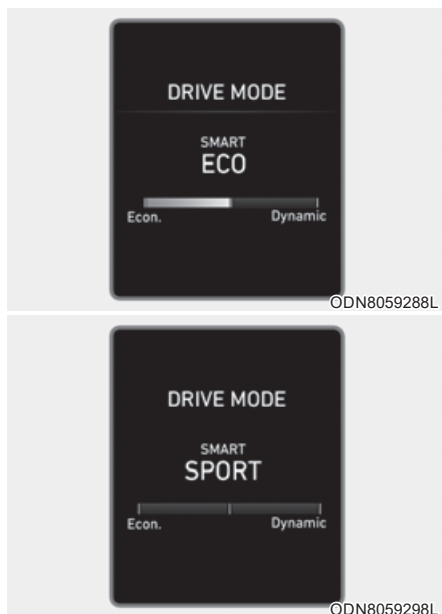 DRIVE MODE
SMART
ECO
Econ. Dynamic
ODN8059288L
DRIVE MODE
SMART
SPORT
Econ. Dynamic
ODN8059298L